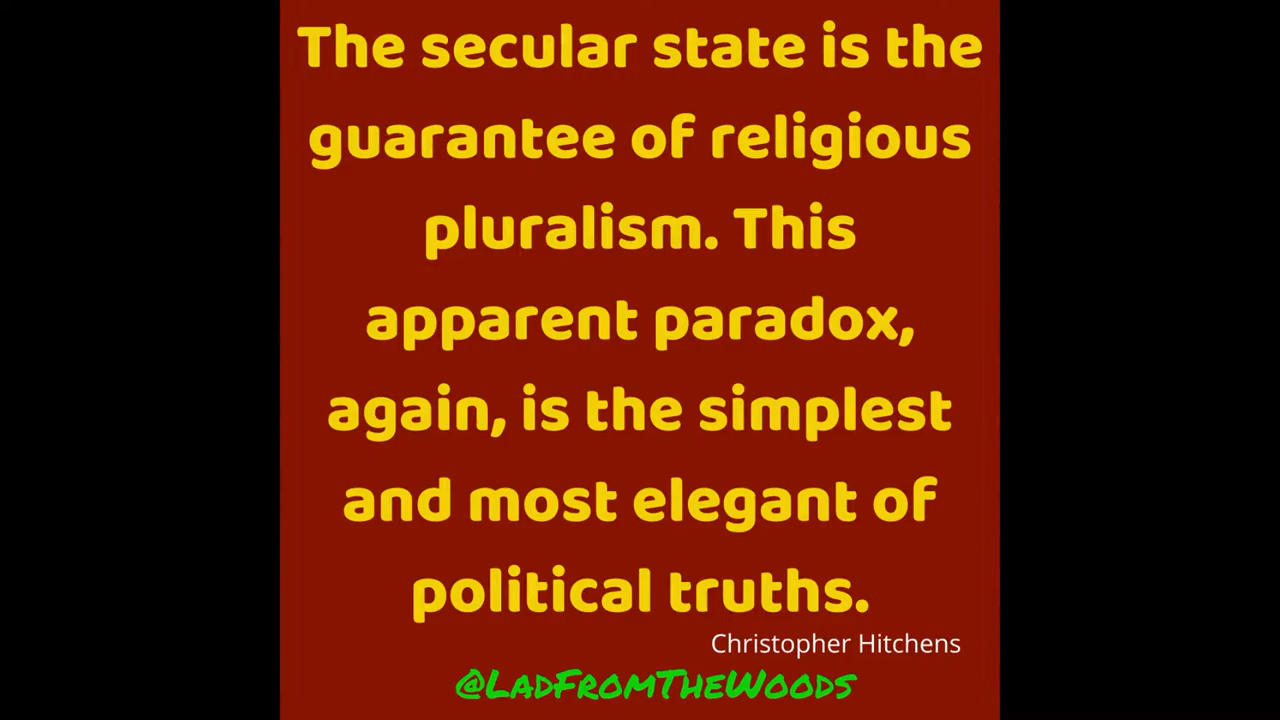 The secular state is the
guarantee of religious
pluralism. This
apparent paradox,
again, is the simplest
and most elegant of
political truths.
Christopher Hitchens
@LadFromTheWoods